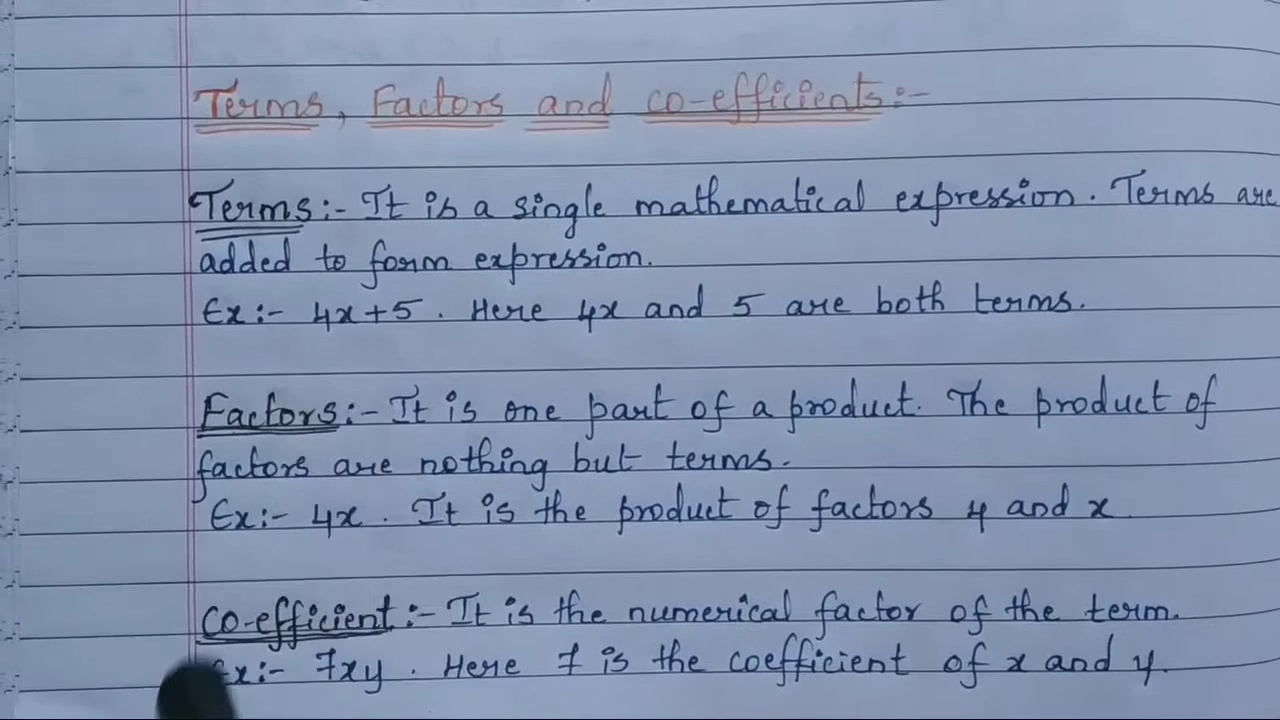 Terms, Factors and co-efficients:-
Terms:- It is a single mathematical expression. Terms are
added to form expression.
Ex:- 4x+5. Here 4x and 5 are both terms.
Factors:- It is one part of a product. The product of
factors are nothing but terms.
Ex:- 4x. It is the product of factors 4 and x
co-efficient:- It is the numerical factor of the term.
Ex:- 7xy. Here 7 is the coefficient of x and y.